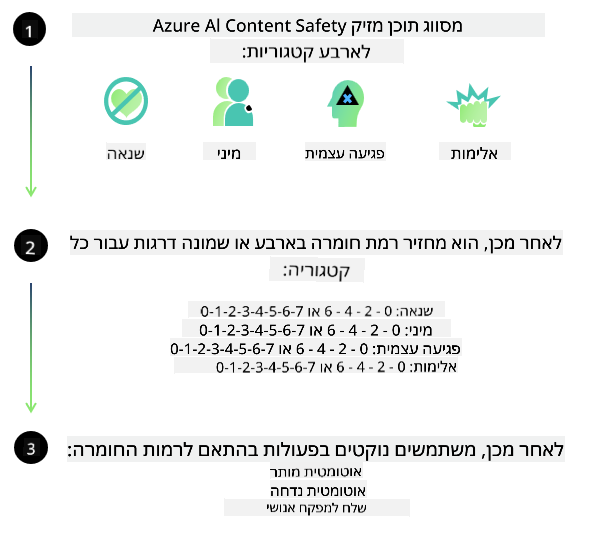 1
Azure AI Content Safety מסווג תוכן מזיק
לארבע קטגוריות:
שנאה
מיני
פגיעה עצמית
אלימות
2
לאחר מכן, הוא מחזיר רמת חומרה בארבע או שמונה דרגות עבור כל
קטגוריה:
שנאה: 0 - 2 - 4 - 6 או 0-1-2-3-4-5-6-7
מיני: 0 - 2 - 4 - 6 או 0-1-2-3-4-5-6-7
פגיעה עצמית: 0 - 2 - 4 - 6 או 0-1-2-3-4-5-6-7
אלימות: 0 - 2 - 4 - 6 או 0-1-2-3-4-5-6-7
3
לאחר מכן, משתמשים נוקטים בפעולות בהתאם לרמות החומרה:
אוטומטית מותר
אוטומטית נדחה
שלח למפקח אנושי